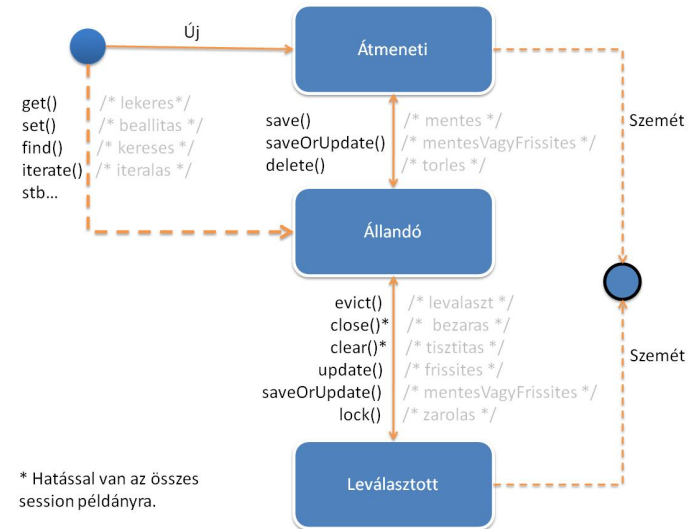 Új
Átmeneti
get() /* lekeres*/
set() /* beallitas */
find() /* kereses */
iterate() /* iteralas */
stb...
save() /* mentes */
saveOrUpdate() /* mentesVagyFrissites */
delete() /* torles */
Szemét
Állandó
evict() /* levalaszt */
close()* /* bezaras */
clear()* /* tisztitas */
update() /* frissites */
saveOrUpdate() /* mentesVagyFrissites */
lock() /* zarolas */
Szemét
Leválasztott
* Hatással van az összes
session példányra.